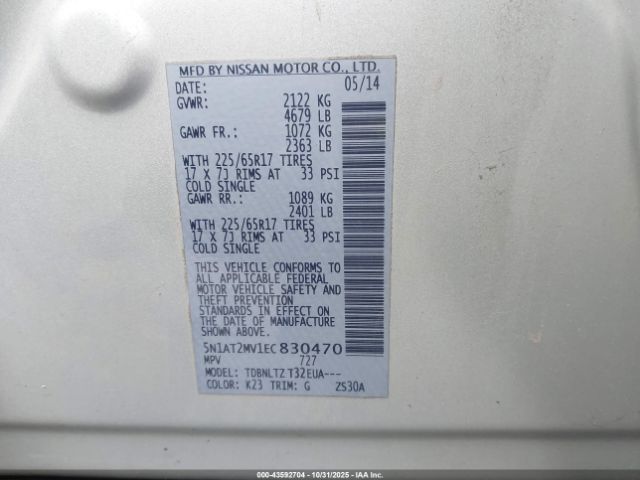 MFD BY NISSAN MOTOR CO., LTD.
DATE: 05/14
GVWR: 2122 KG
4679 LB
GAWR FR.: 1072 KG
2363 LB
WITH 225/65R17 TIRES
17 X 7J RIMS AT 33 PSI
COLD SINGLE
GAWR RR.: 1089 KG
2401 LB
WITH 225/65R17 TIRES
17 X 7J RIMS AT 33 PSI
COLD SINGLE
THIS VEHICLE CONFORMS TO
ALL APPLICABLE FEDERAL
MOTOR VEHICLE SAFETY AND
THEFT PREVENTION
STANDARDS IN EFFECT ON
THE DATE OF MANUFACTURE
SHOWN ABOVE.
5N1AT2MV1EC830470
MPV 727
MODEL: TDBNLTZ T32EUA---
COLOR: K23 TRIM: G ZS30A
000-43592704 - 10/31/2025 - IAA Corp.